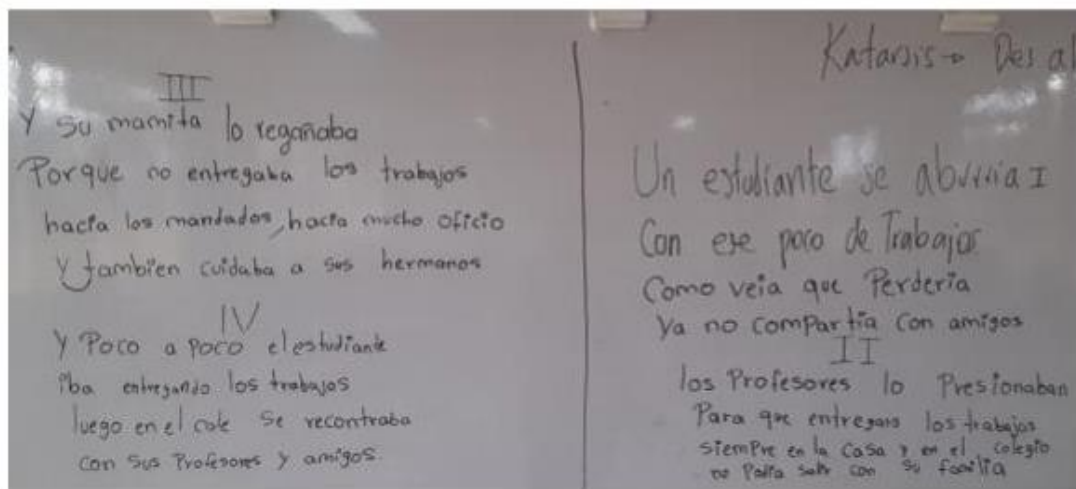 III
Y su mamita lo regañaba
Porque no entregaba los trabajos
hacía los mandados, hacía mucho oficio
Y tambien cuidaba a sus hermanos
IV
Y Poco a Poco el estudiante
iba entregando los trabajos
luego en el cole se recontraba
con sus Profesores y amigos.
Katarsis → Des
Un estudiante se aburria I
Con ese poco de Trabajos
Como veia que Perderia
Ya no compartia con amigos
II
los Profesores lo Presionaban
Para que entregara los trabajos
siempre en la casa y en el colegio
no Podia salir con su familia